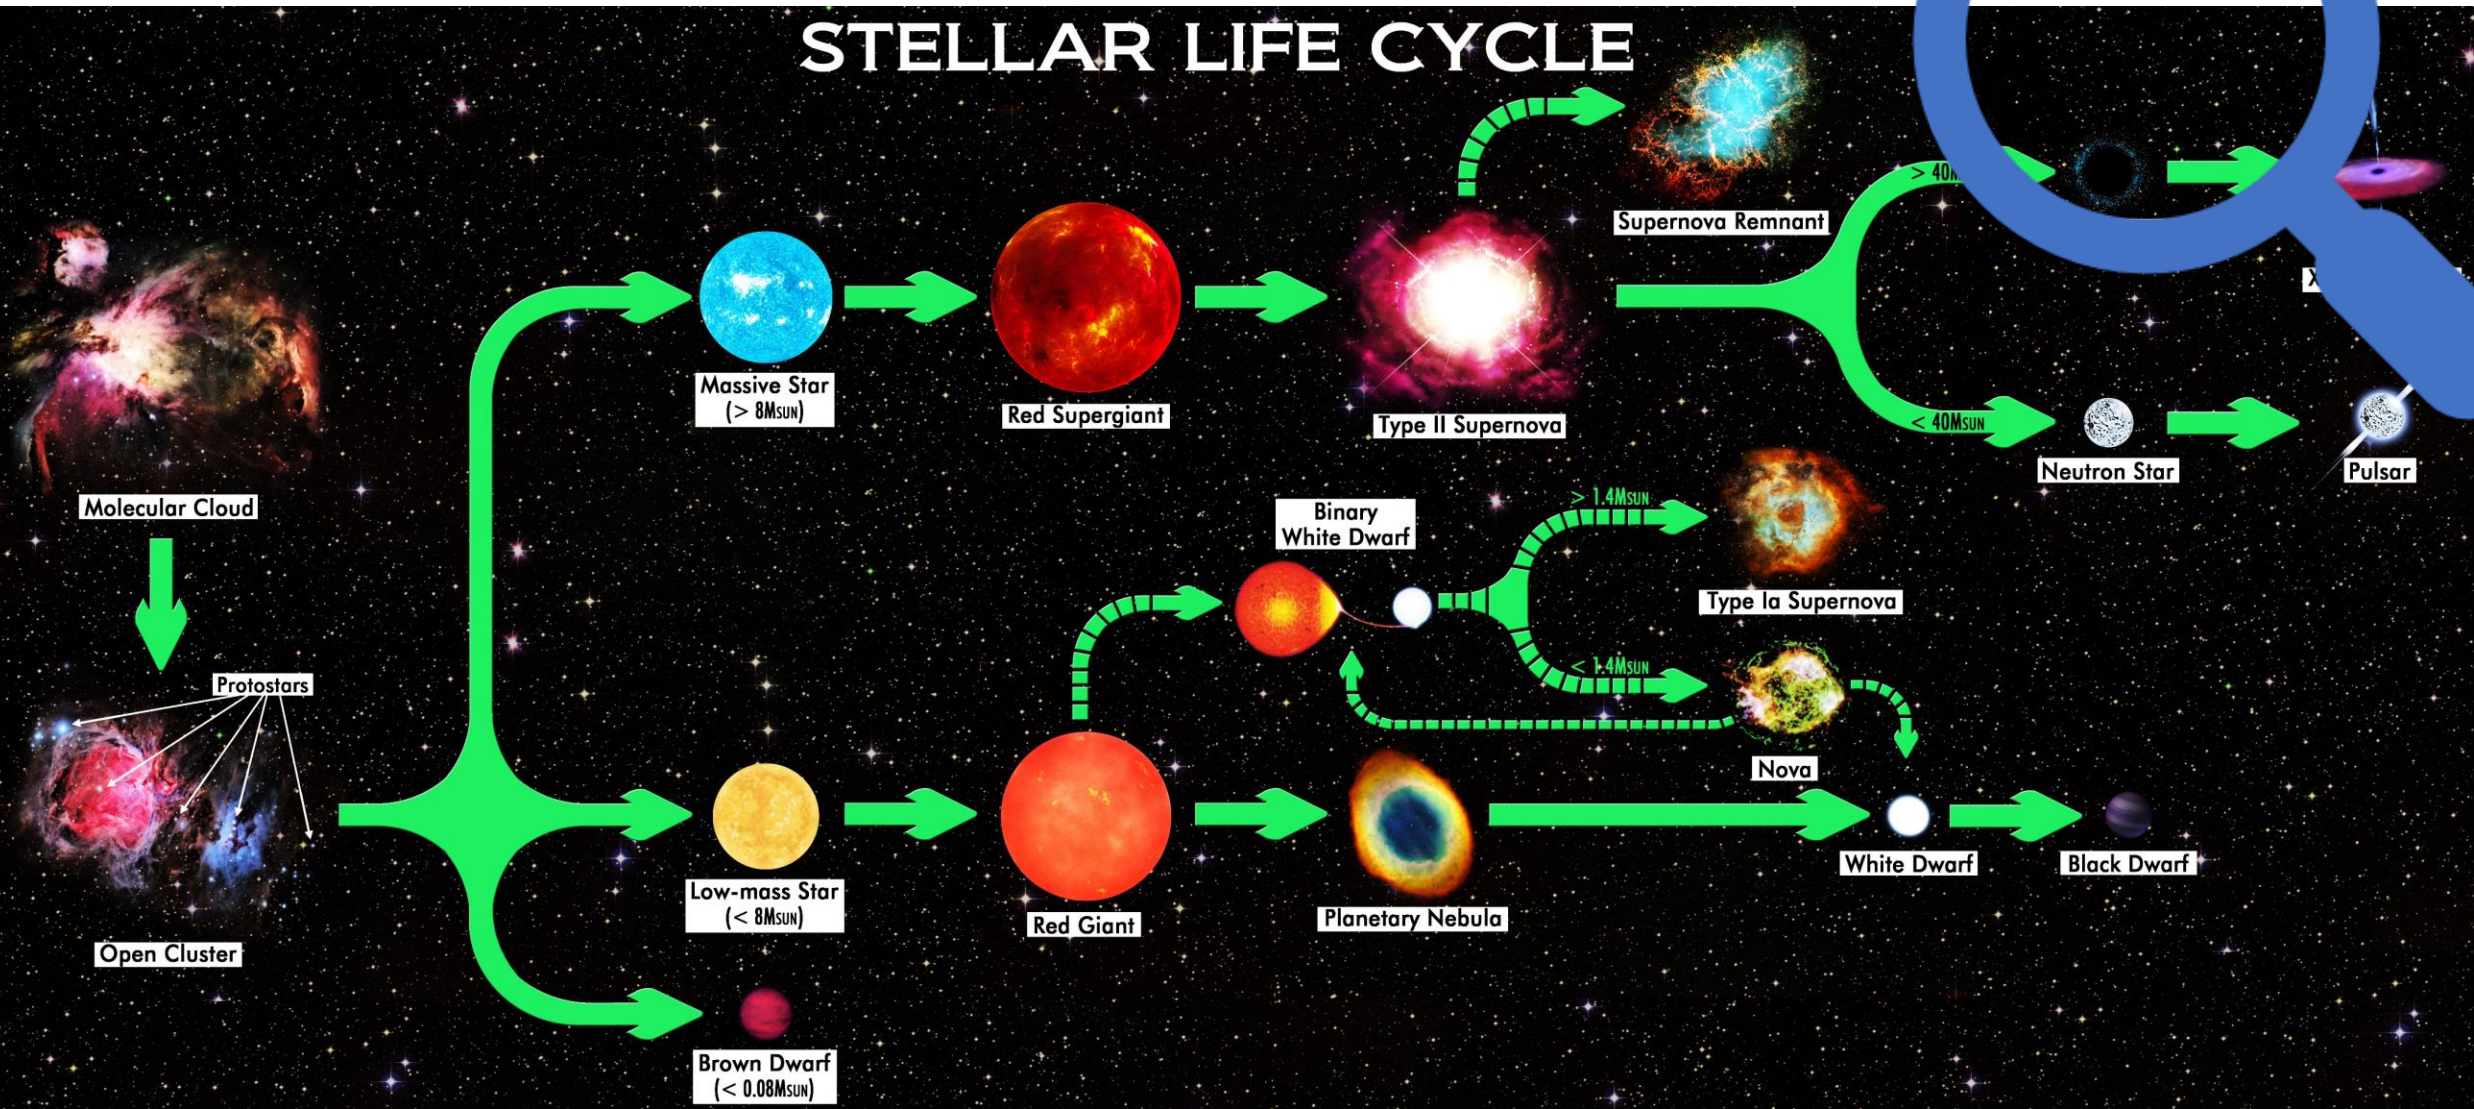 STELLAR LIFE CYCLE
Supernova Remnant
> 40M
Massive Star
(> 8MSUN)
Red Supergiant
Type II Supernova
< 40MSUN
Neutron Star
Pulsar
Molecular Cloud
Binary
White Dwarf
> 1.4MSUN
Type Ia Supernova
< 1.4MSUN
Nova
Protostars
Open Cluster
Low-mass Star
(< 8MSUN)
Red Giant
Planetary Nebula
White Dwarf
Black Dwarf
Brown Dwarf
(< 0.08MSUN)